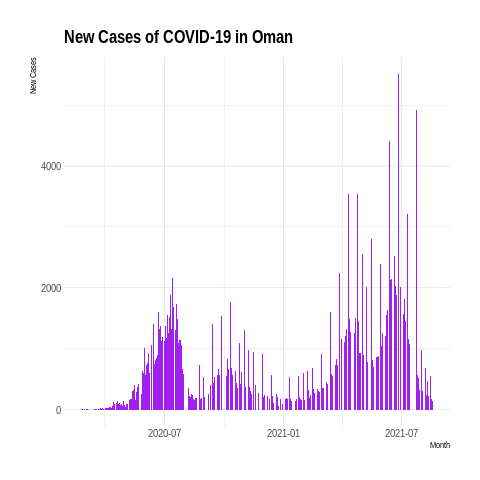 New Cases of COVID-19 in Oman
New Cases
4000
2000
0
2020-07 2021-01 2021-07
Month